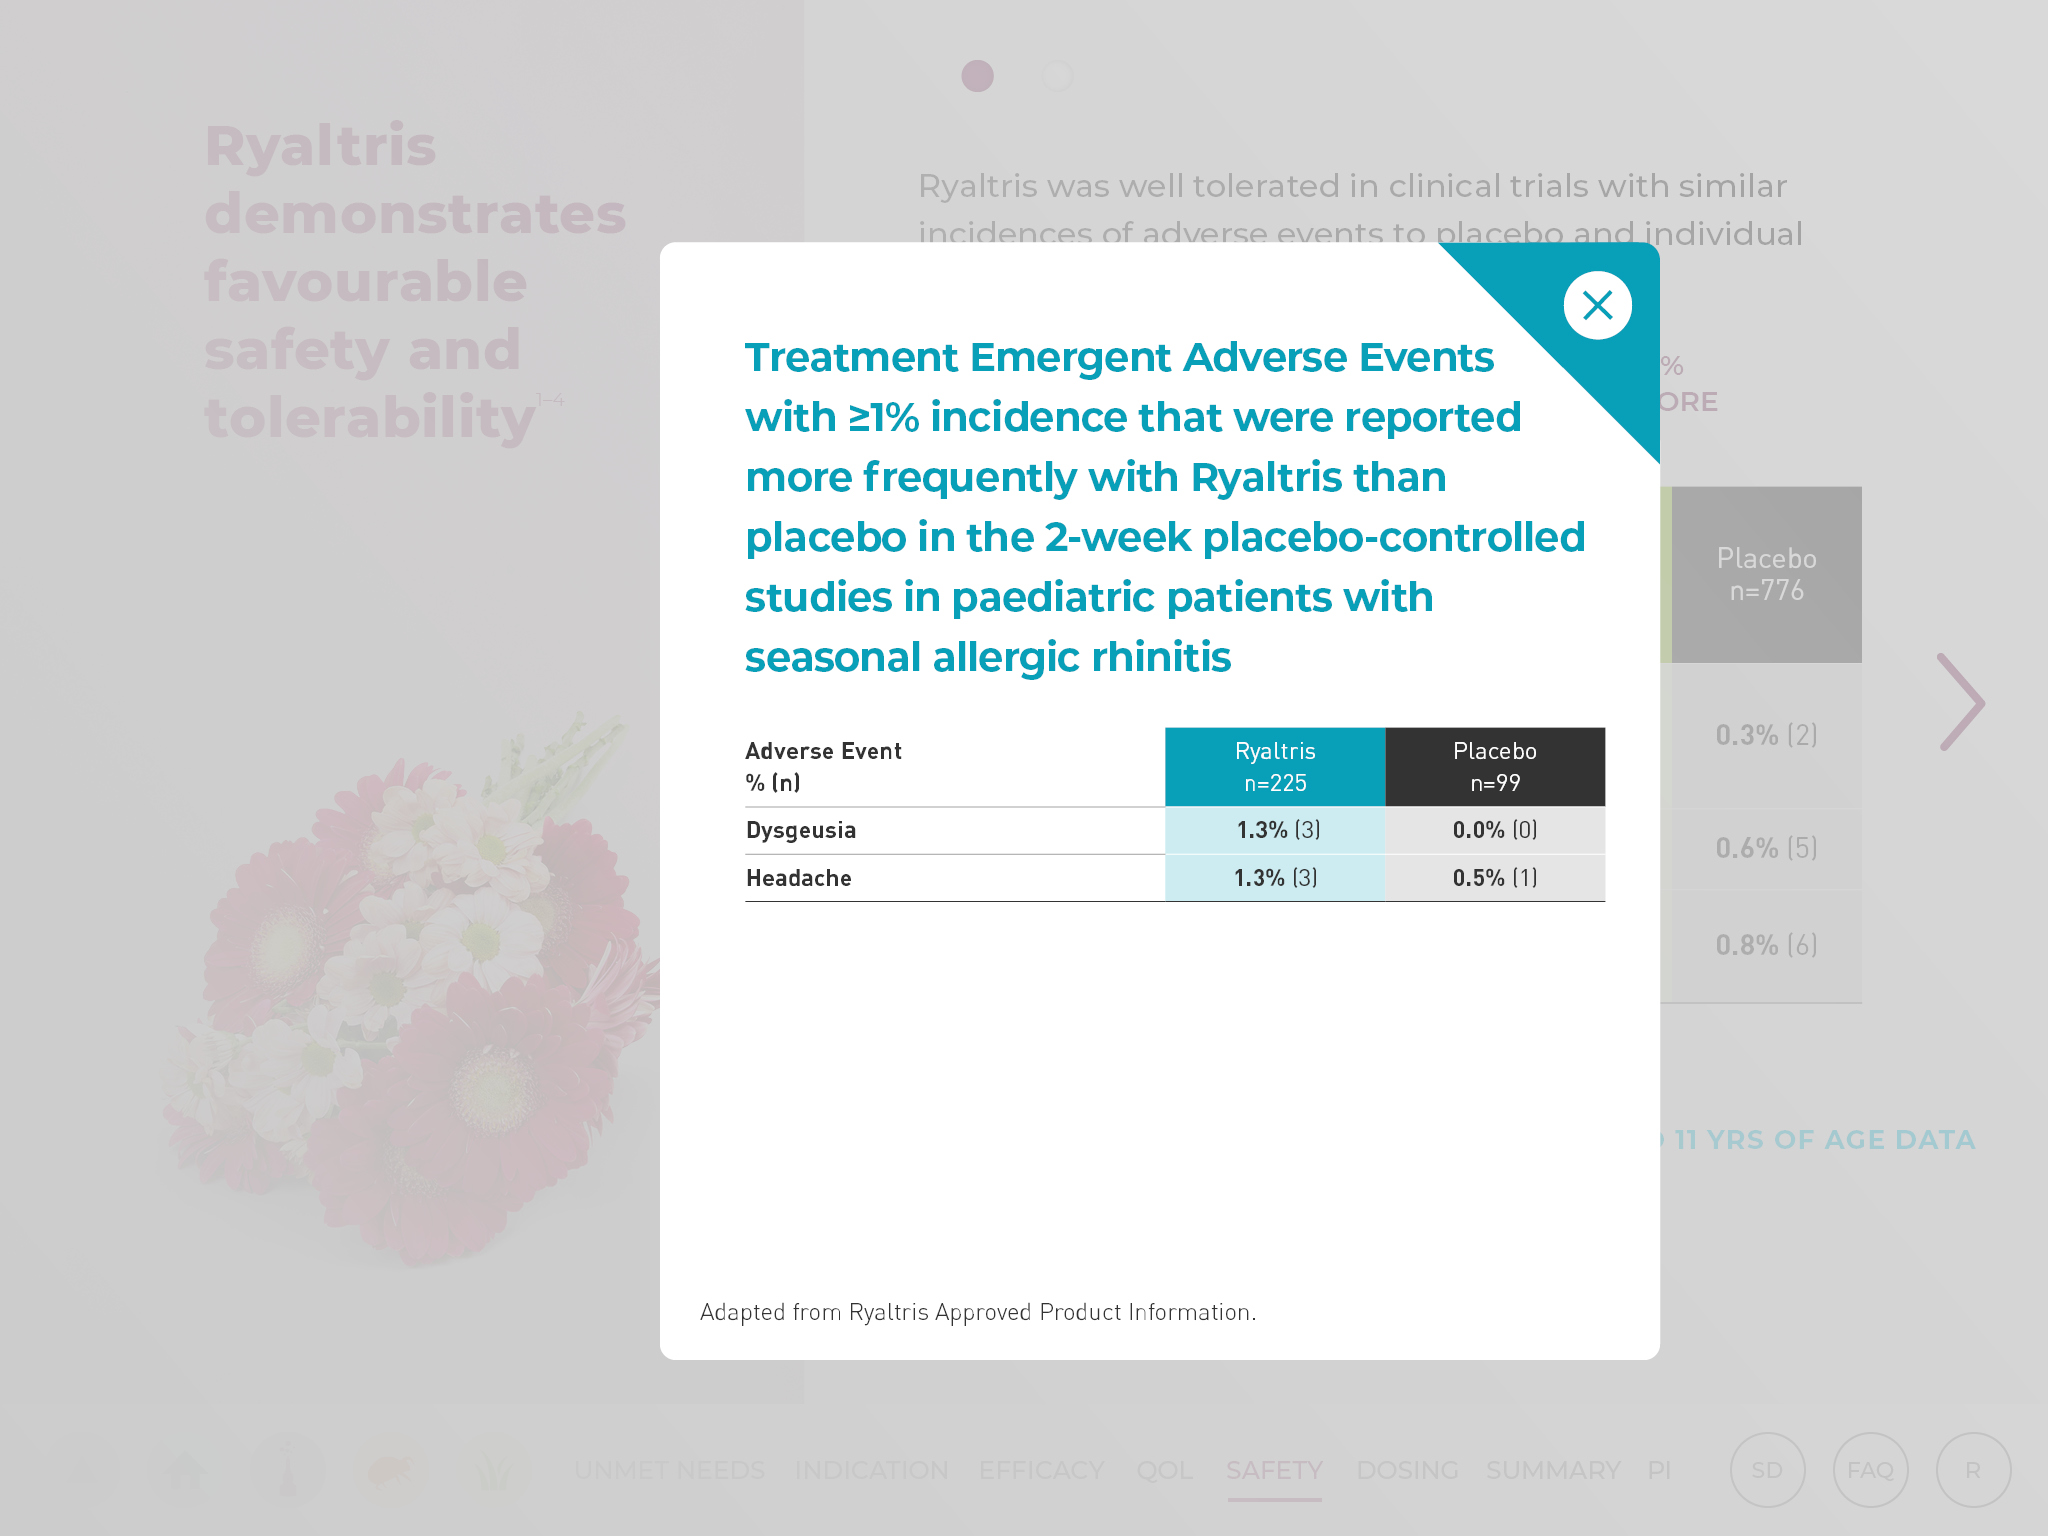 Ryaltris
demonstrates
favourable
safety and
tolerability1–4
Ryaltris was well tolerated in clinical trials with similar
incidences of adverse events to placebo and individual
%
ORE
Placebo
n=776
0.3% (2)
0.6% (5)
0.8% (6)
11 YRS OF AGE DATA
Treatment Emergent Adverse Events
with ≥1% incidence that were reported
more frequently with Ryaltris than
placebo in the 2-week placebo-controlled
studies in paediatric patients with
seasonal allergic rhinitis
Adverse Event Ryaltris Placebo
% (n) n=225 n=99
Dysgeusia 1.3% (3) 0.0% (0)
Headache 1.3% (3) 0.5% (1)
Adapted from Ryaltris Approved Product Information.
UNMET NEEDS INDICATION EFFICACY QOL SAFETY DOSING SUMMARY PI SD FAQ R